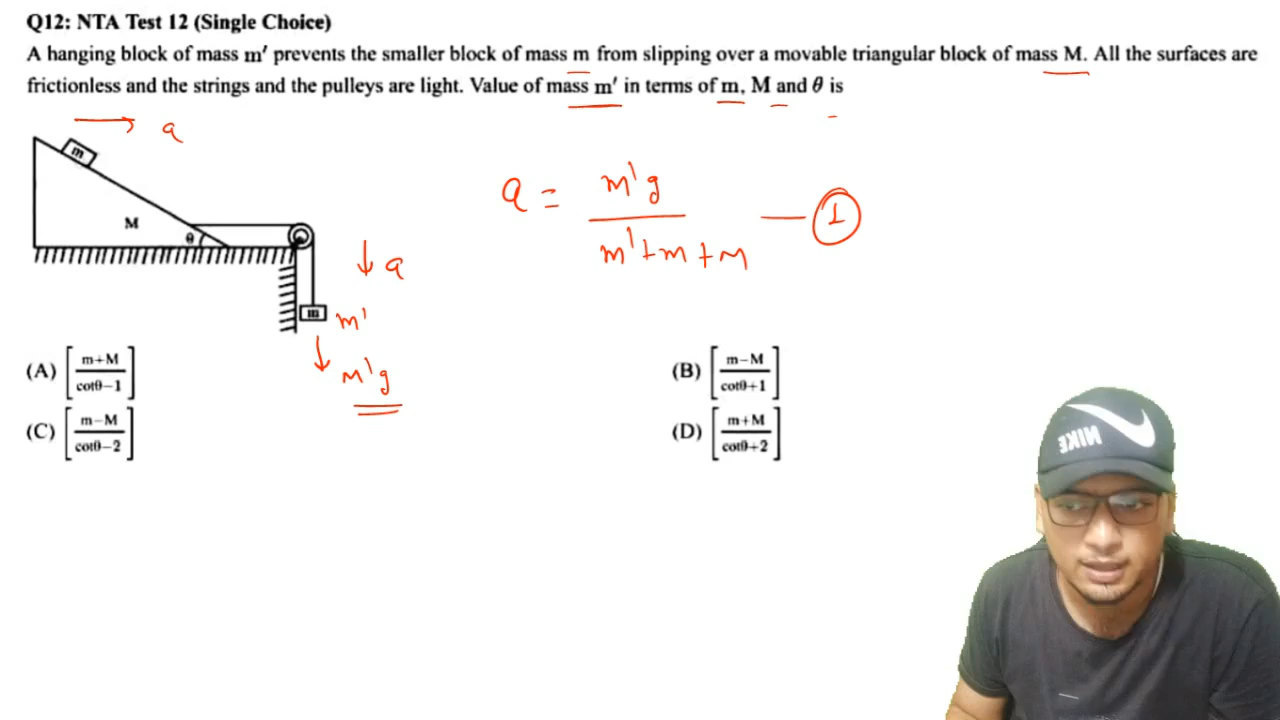 Q12: NTA Test 12 (Single Choice)
A hanging block of mass m′ prevents the smaller block of mass m from slipping over a movable triangular block of mass M. All the surfaces are
frictionless and the strings and the pulleys are light. Value of mass m′ in terms of m, M and θ is
→ a
m
M
θ
a = m'g / m'+m+M — 1
↓ a
m
m'
↓ m'g
(A) [m+M / cotθ−1]
(B) [m−M / cotθ+1]
(C) [m−M / cotθ−2]
(D) [m+M / cotθ+2]
NIKE